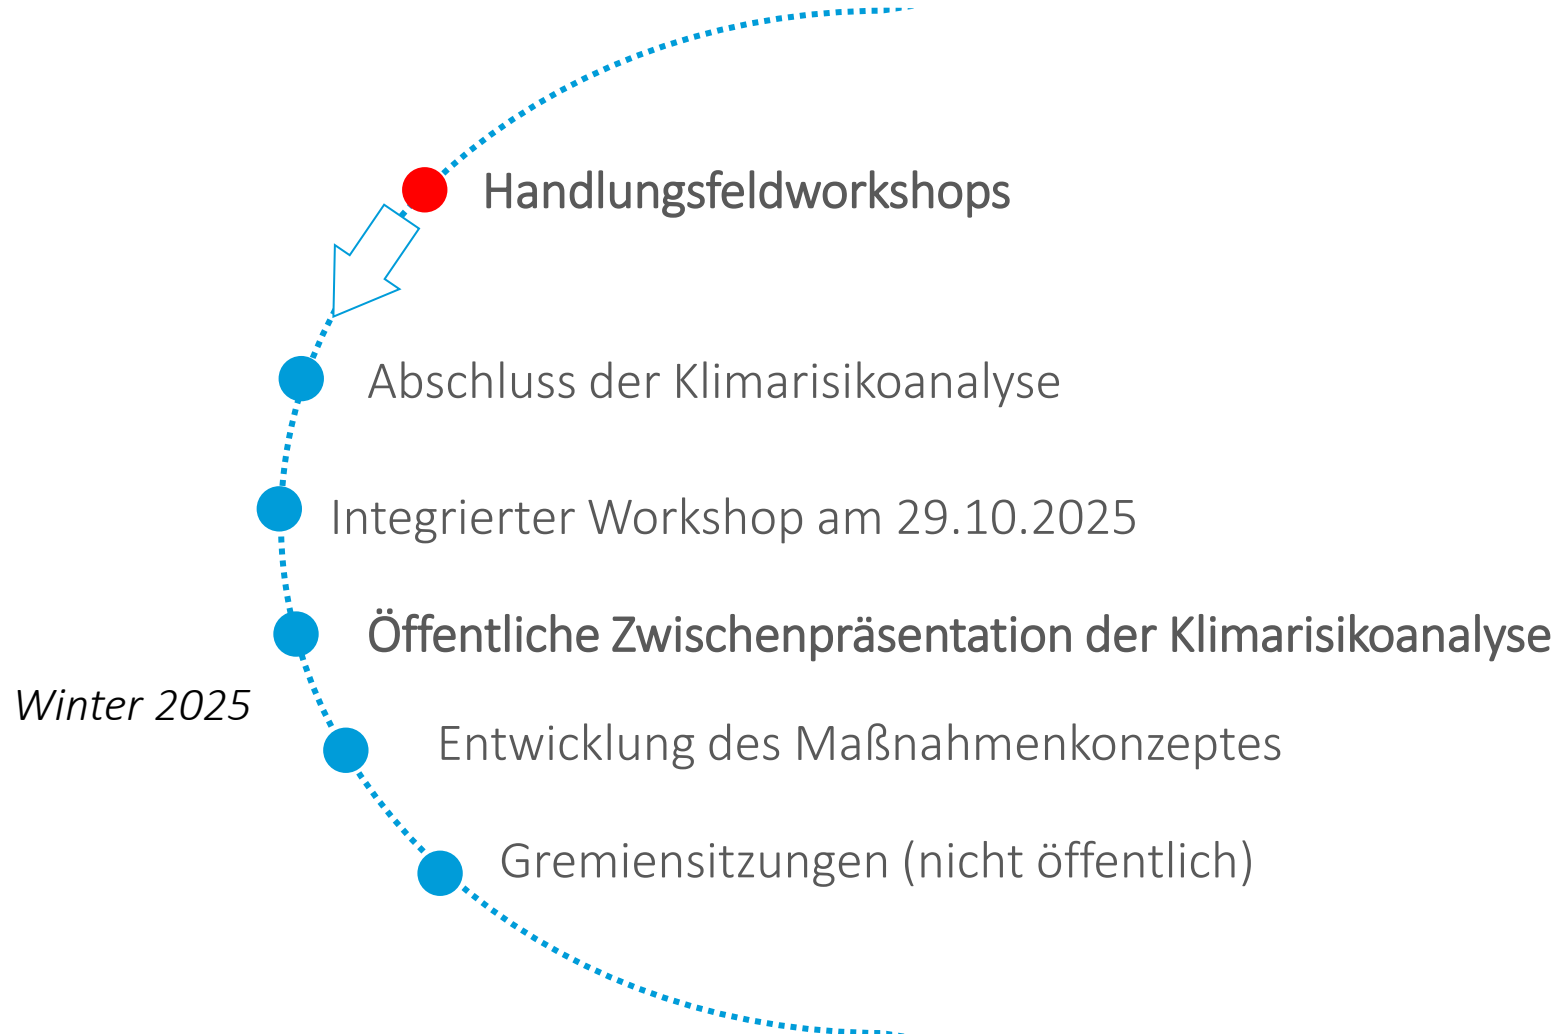 Handlungsfeldworkshops
Abschluss der Klimarisikoanalyse
Integrierter Workshop am 29.10.2025
Öffentliche Zwischenpräsentation der Klimarisikoanalyse
Winter 2025
Entwicklung des Maßnahmenkonzeptes
Gremiensitzungen (nicht öffentlich)